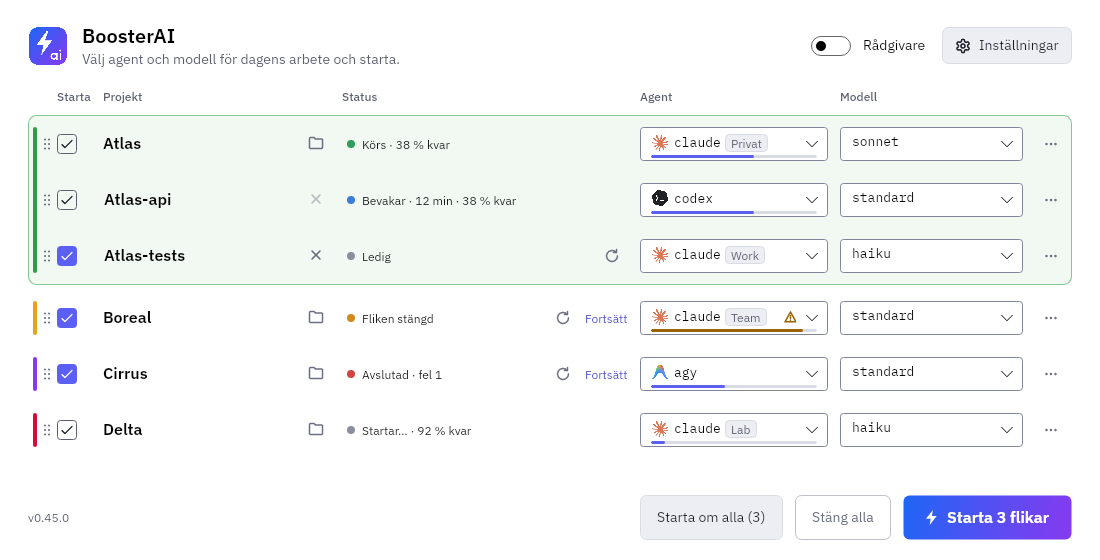 BoosterAI
ai
Välj agent och modell för dagens arbete och starta.
Rådgivare
Inställningar
Starta Projekt Status Agent Modell
Atlas Körs · 38 % kvar claude Privat sonnet
Atlas-api Bevakar · 12 min · 38 % kvar codex standard
Atlas-tests Ledig claude Work haiku
Boreal Fliken stängd Fortsätt claude Team standard
Cirrus Avslutad · fel 1 Fortsätt agy standard
Delta Startar… · 92 % kvar claude Lab haiku
v0.45.0 Starta om alla (3) Stäng alla Starta 3 flikar